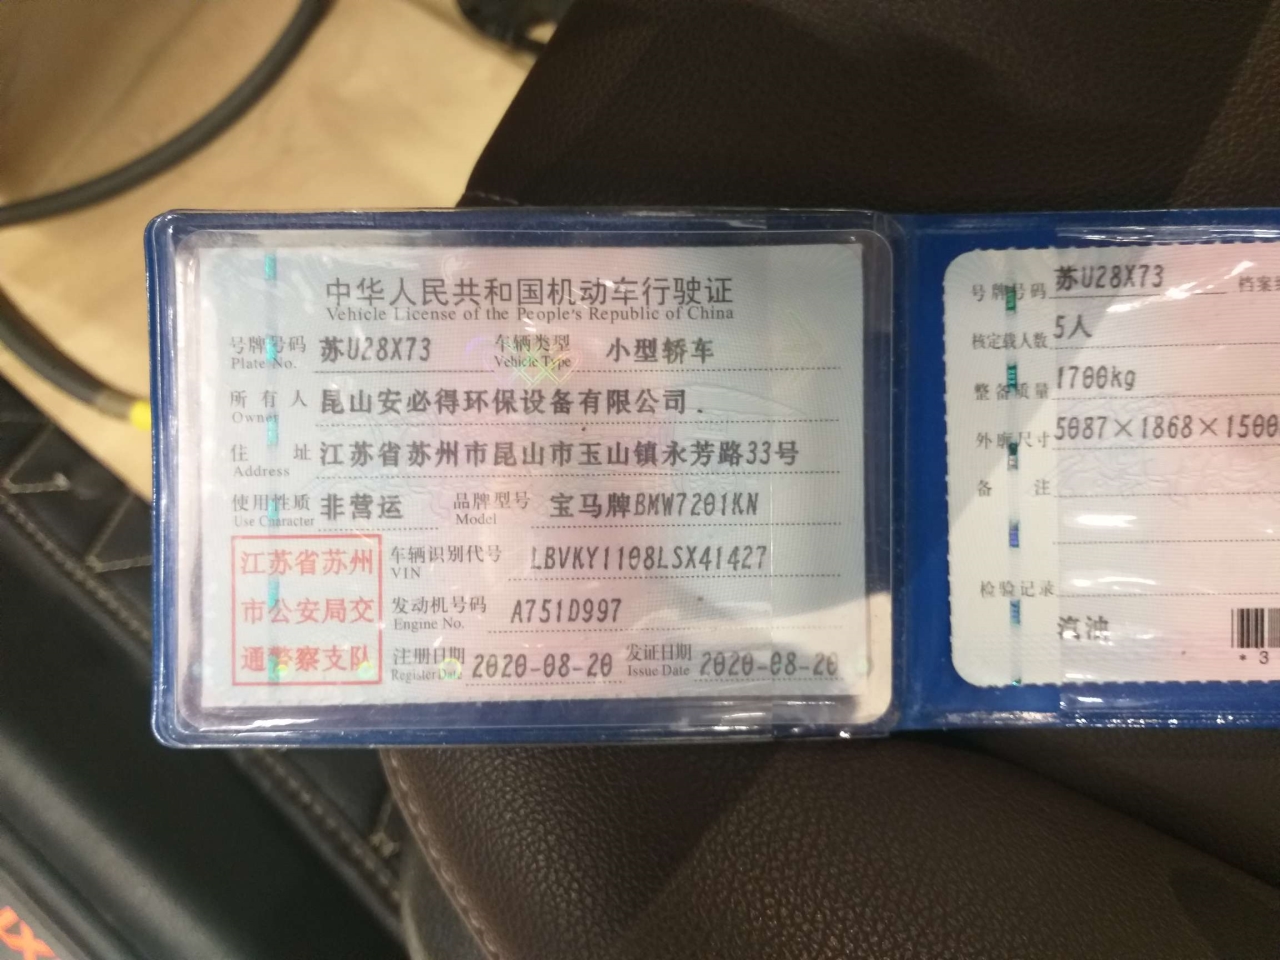 中华人民共和国机动车行驶证
Vehicle License of the People's Republic of China
号牌号码 苏U28X73 车辆类型 小型轿车
Plate No. Vehicle Type
所有人 昆山安必得环保设备有限公司.
Owner
住址 江苏省苏州市昆山市玉山镇永芳路33号
Address
使用性质 非营运 品牌型号 宝马牌BMW7201KN
Use Character Model
江苏省苏州
市公安局交
通警察支队
车辆识别代号 LBVKY1108LSX41427
VIN
发动机号码 A751D997
Engine No.
注册日期 2020-08-20 发证日期 2020-08-20
Register Date Issue Date
号牌号码 苏U28X73 档案
核定载人数 5人
整备质量 1700kg
外廓尺寸 5087×1868×1500
备注
检验记录
汽油
*3